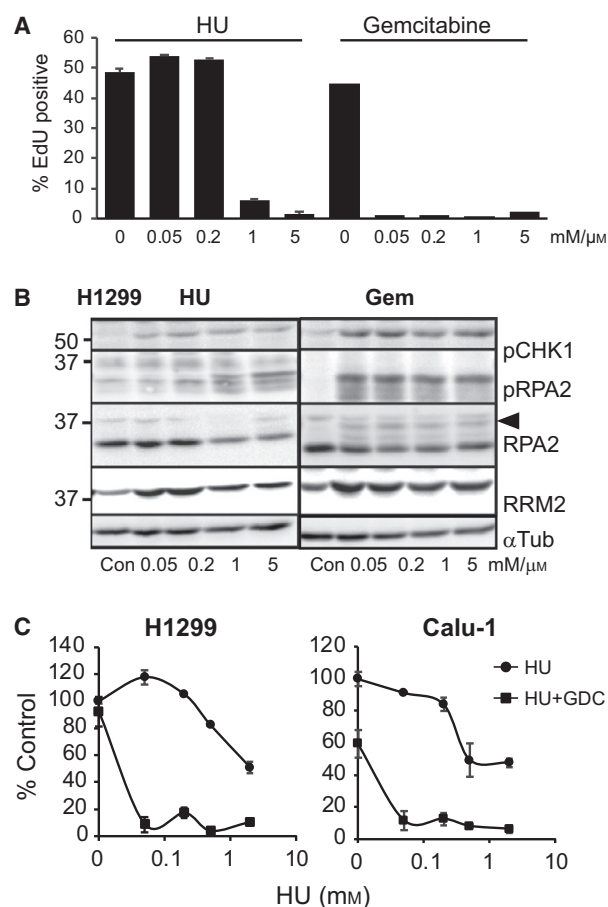 A
HU Gemcitabine
% EdU positive
60
50
40
30
20
10
0
0 0.05 0.2 1 5 0 0.05 0.2 1 5 mM/µM
B
H1299 HU Gem
50
pCHK1
37
pRPA2
37
RPA2
RRM2
37
αTub
Con 0.05 0.2 1 5 Con 0.05 0.2 1 5 mM/µM
C
H1299 Calu-1
% Control
140
120
100
80
60
40
20
0
0 0.1 1 10
120
100
80
60
40
20
0
0 0.1 1 10
HU
HU+GDC
HU (mM)